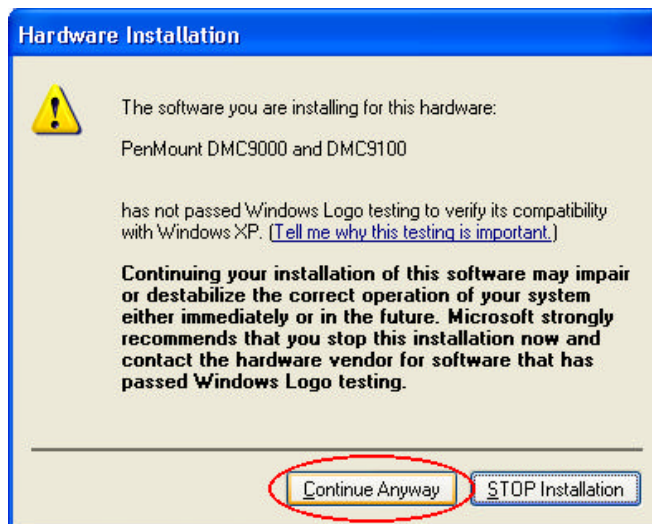 Hardware Installation
The software you are installing for this hardware:
PenMount DMC9000 and DMC9100
has not passed Windows Logo testing to verify its compatibility
with Windows XP. (Tell me why this testing is important.)
Continuing your installation of this software may impair
or destabilize the correct operation of your system
either immediately or in the future. Microsoft strongly
recommends that you stop this installation now and
contact the hardware vendor for software that has
passed Windows Logo testing.
Continue Anyway STOP Installation